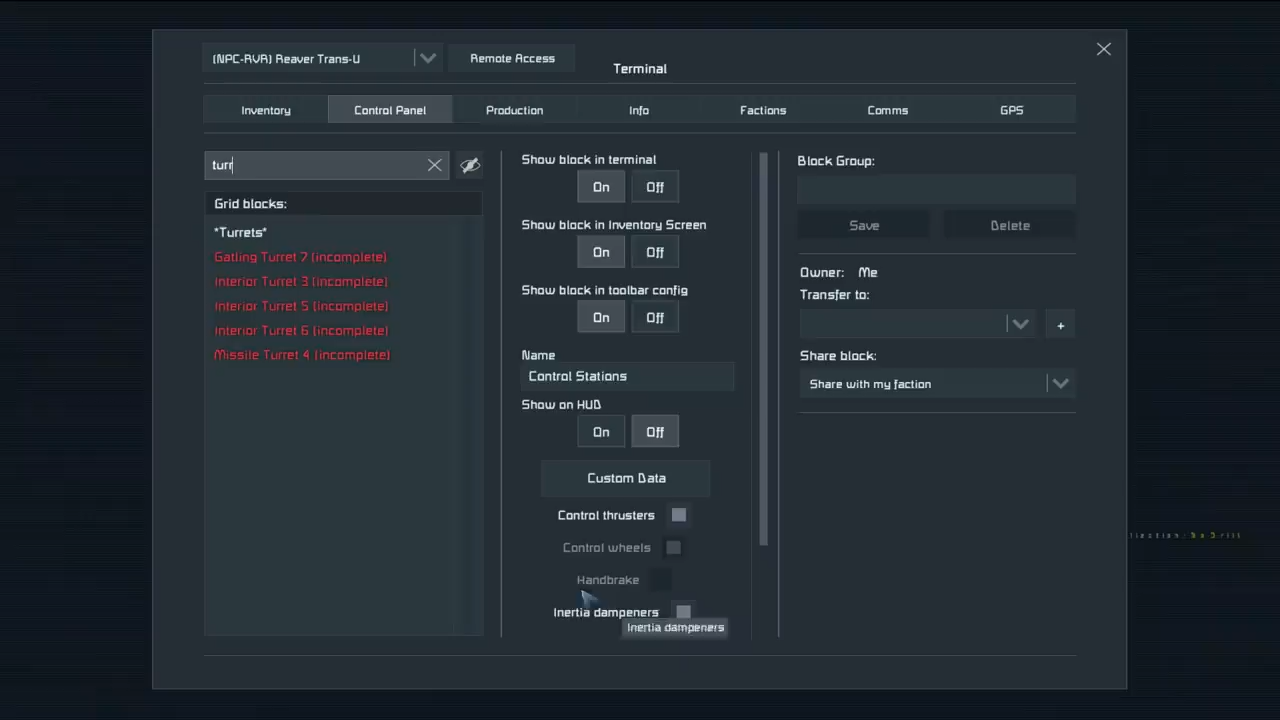 (NPC-RVR) Reaver Trans-U
Remote Access
Terminal
Inventory
Control Panel
Production
Info
Factions
Comms
GPS
turr
Grid blocks:
*Turrets*
Gatling Turret 7 (incomplete)
Interior Turret 3 (incomplete)
Interior Turret 5 (incomplete)
Interior Turret 6 (incomplete)
Missile Turret 4 (incomplete)
Show block in terminal
On Off
Show block in Inventory Screen
On Off
Show block in toolbar config
On Off
Name
Control Stations
Show on HUD
On Off
Custom Data
Control thrusters
Control wheels
Handbrake
Inertia dampeners
Inertia dampeners
Block Group:
Save
Delete
Owner: Me
Transfer to:
+
Share block:
Share with my faction